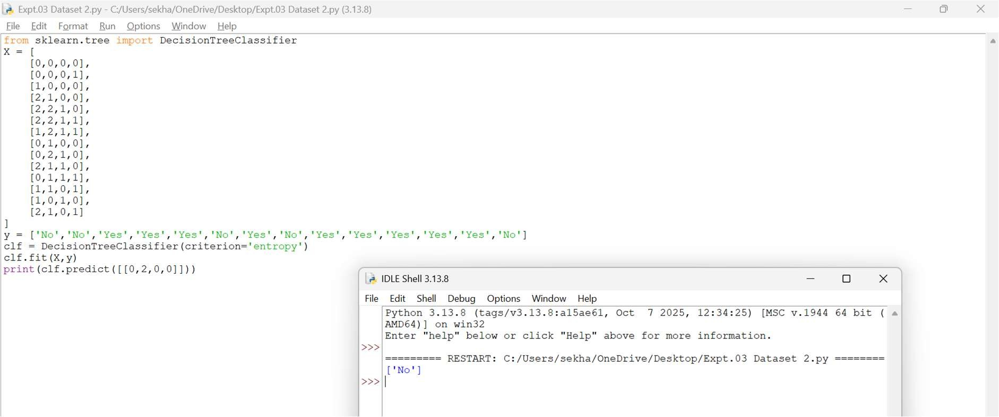 Expt.03 Dataset 2.py - C:/Users/sekha/OneDrive/Desktop/Expt.03 Dataset 2.py (3.13.8)
File Edit Format Run Options Window Help
from sklearn.tree import DecisionTreeClassifier
X = [
    [0,0,0,0],
    [0,0,0,1],
    [1,0,0,0],
    [2,1,0,0],
    [2,2,1,0],
    [2,2,1,1],
    [1,2,1,1],
    [0,1,0,0],
    [0,2,1,0],
    [2,1,1,0],
    [0,1,1,1],
    [1,1,0,1],
    [1,0,1,0],
    [2,1,0,1]
]
y = ['No','No','Yes','Yes','Yes','No','Yes','No','Yes','Yes','Yes','Yes','Yes','No']
clf = DecisionTreeClassifier(criterion='entropy')
clf.fit(X,y)
print(clf.predict([[0,2,0,0]]))
IDLE Shell 3.13.8
File Edit Shell Debug Options Window Help
Python 3.13.8 (tags/v3.13.8:a15ae61, Oct  7 2025, 12:34:25) [MSC v.1944 64 bit (
AMD64)] on win32
Enter "help" below or click "Help" above for more information.
>>>
========= RESTART: C:/Users/sekha/OneDrive/Desktop/Expt.03 Dataset 2.py ========
['No']
>>>